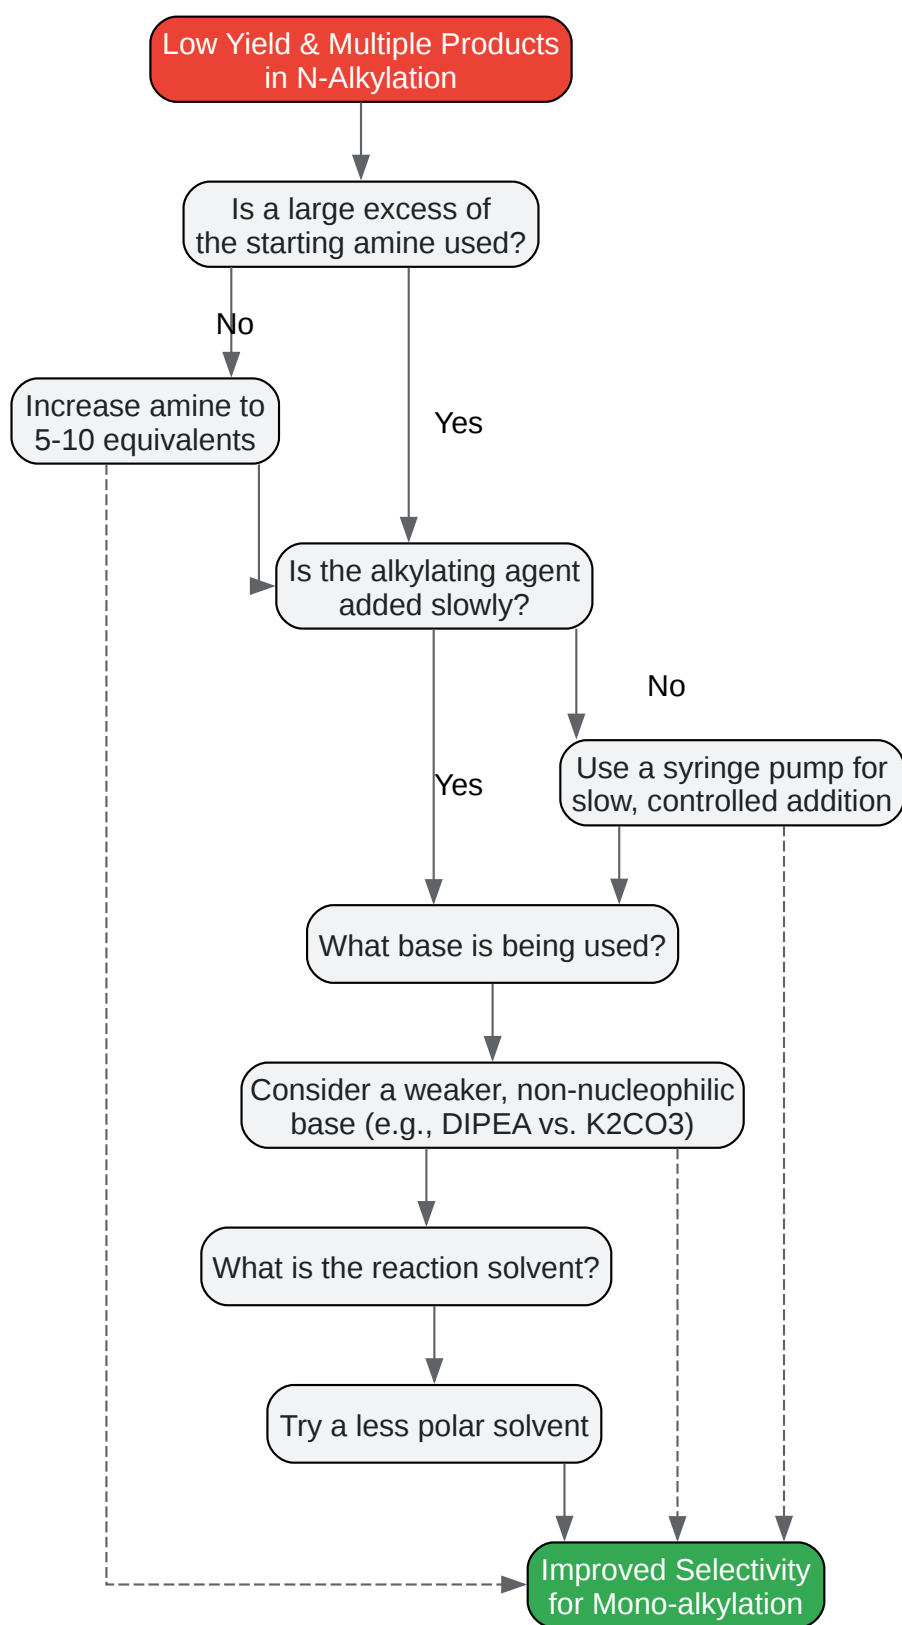 Low Yield & Multiple Products
in N-Alkylation
Is a large excess of
the starting amine used?
No
Increase amine to
5-10 equivalents
Yes
Is the alkylating agent
added slowly?
No
Use a syringe pump for
slow, controlled addition
Yes
What base is being used?
Consider a weaker, non-nucleophilic
base (e.g., DIPEA vs. K2CO3)
What is the reaction solvent?
Try a less polar solvent
Improved Selectivity
for Mono-alkylation